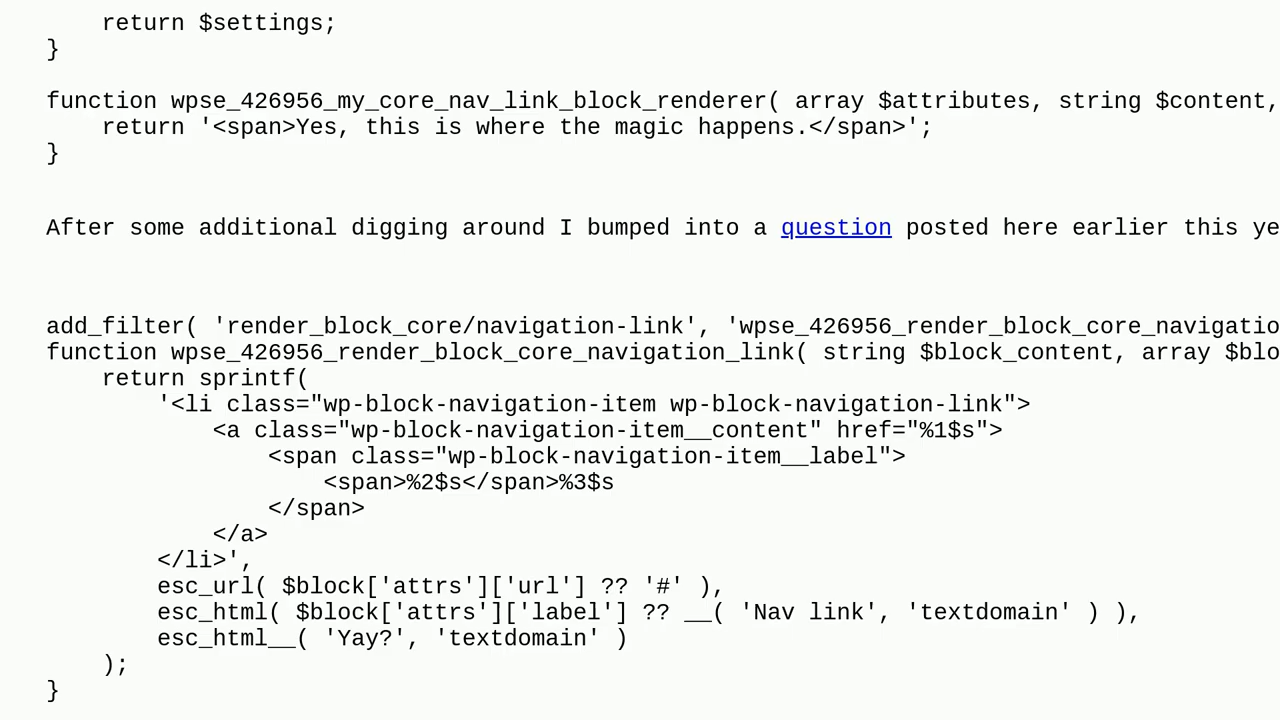 return $settings;
}
function wpse_426956_my_core_nav_link_block_renderer( array $attributes, string $content,
return '<span>Yes, this is where the magic happens.</span>';
}
After some additional digging around I bumped into a question posted here earlier this ye
add_filter( 'render_block_core/navigation-link', 'wpse_426956_render_block_core_navigatio
function wpse_426956_render_block_core_navigation_link( string $block_content, array $blo
return sprintf(
'<li class="wp-block-navigation-item wp-block-navigation-link">
<a class="wp-block-navigation-item__content" href="%1$s">
<span class="wp-block-navigation-item__label">
<span>%2$s</span>%3$s
</span>
</a>
</li>',
esc_url( $block['attrs']['url'] ?? '#' ),
esc_html( $block['attrs']['label'] ?? __( 'Nav link', 'textdomain' ) ),
esc_html__( 'Yay?', 'textdomain' )
);
}